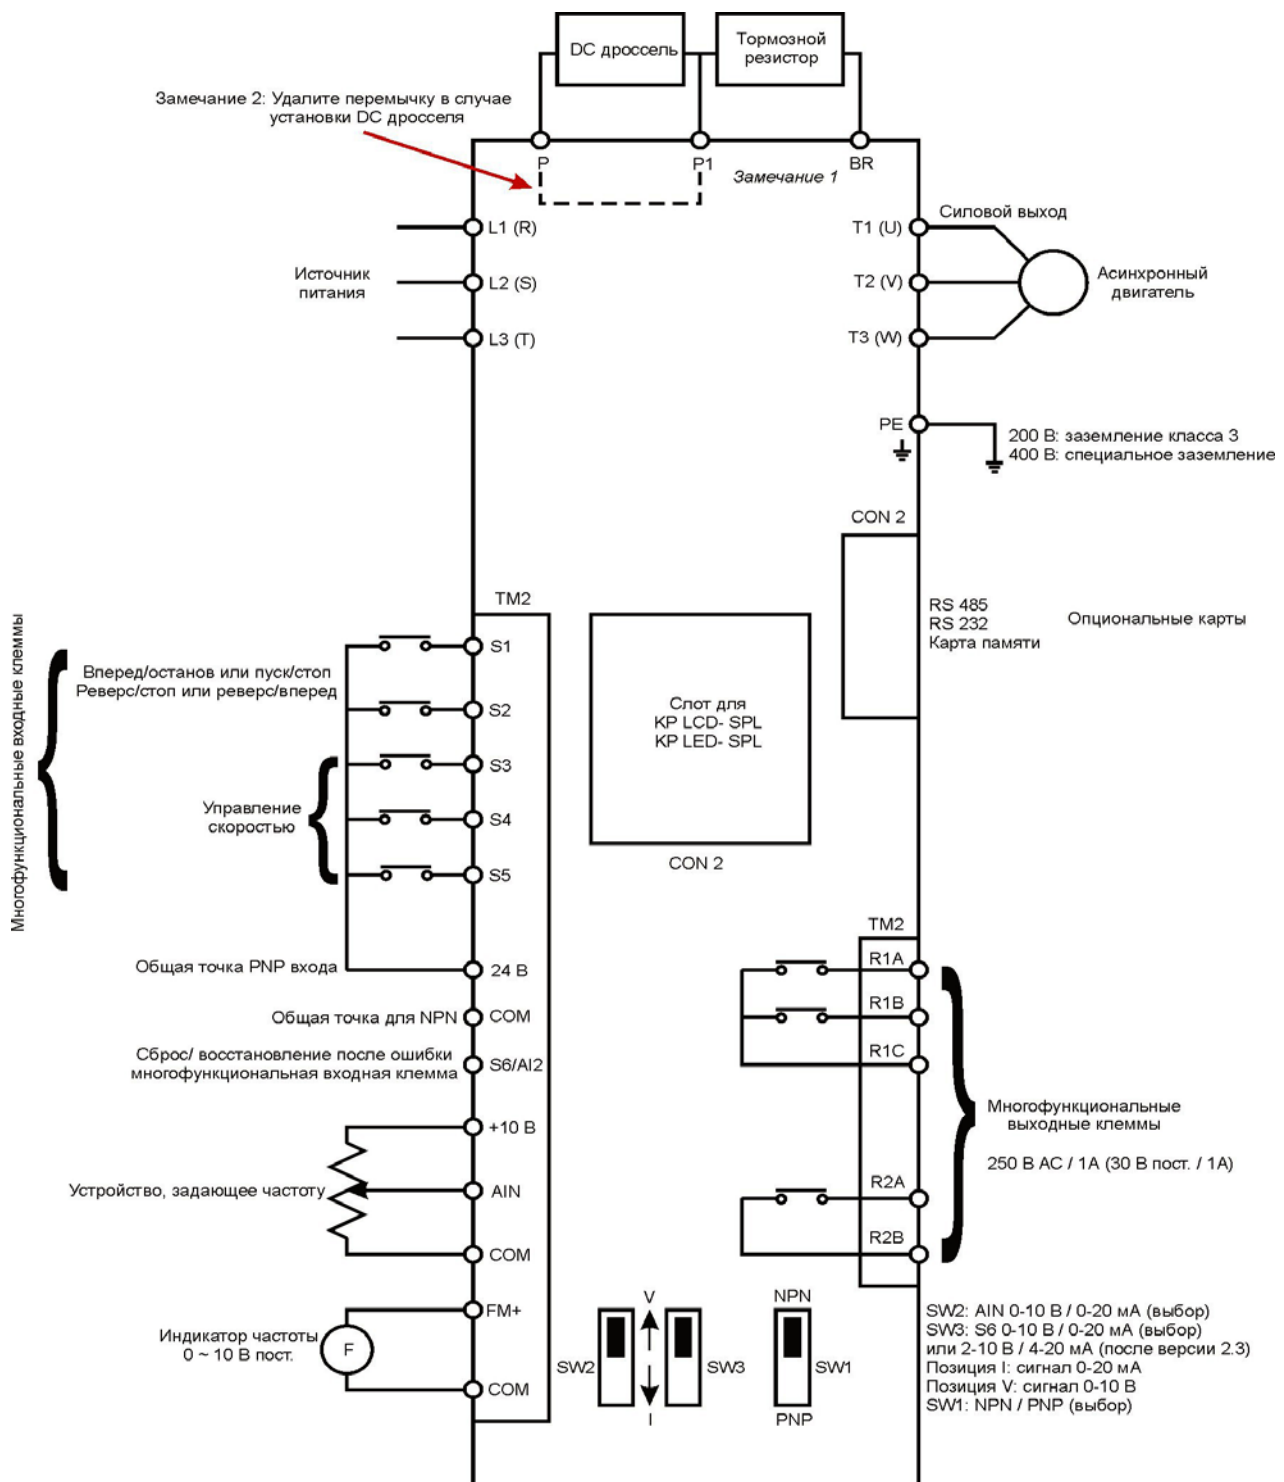 DC дроссель
Тормозной
резистор
Замечание 2: Удалите перемычку в случае
установки DC дросселя
P
P1
Замечание 1
BR
L1 (R)
T1 (U)
Силовой выход
Источник
питания
L2 (S)
T2 (V)
Асинхронный
двигатель
L3 (T)
T3 (W)
PE
200 В: заземление класса 3
400 В: специальное заземление
CON 2
RS 485
RS 232
Карта памяти
Опциональные карты
TM2
Многофункциональные входные клеммы
S1
Вперед/останов или пуск/стоп
Реверс/стоп или реверс/вперед
S2
S3
Управление
скоростью
S4
S5
Слот для
KP LCD- SPL
KP LED- SPL
CON 2
TM2
Общая точка PNP входа
24 В
R1A
Общая точка для NPN
COM
R1B
Сброс/ восстановление после ошибки
многофункциональная входная клемма
S6/AI2
R1C
+10 В
Многофункциональные
выходные клеммы
250 В AC / 1А (30 В пост. / 1А)
Устройство, задающее частоту
AIN
R2A
COM
R2B
FM+
Индикатор частоты
0 ~ 10 В пост.
F
COM
V
SW2
SW3
I
NPN
SW1
PNP
SW2: AIN 0-10 В / 0-20 мА (выбор)
SW3: S6 0-10 В / 0-20 мА (выбор)
или 2-10 В / 4-20 мА (после версии 2.3)
Позиция I: сигнал 0-20 мА
Позиция V: сигнал 0-10 В
SW1: NPN / PNP (выбор)